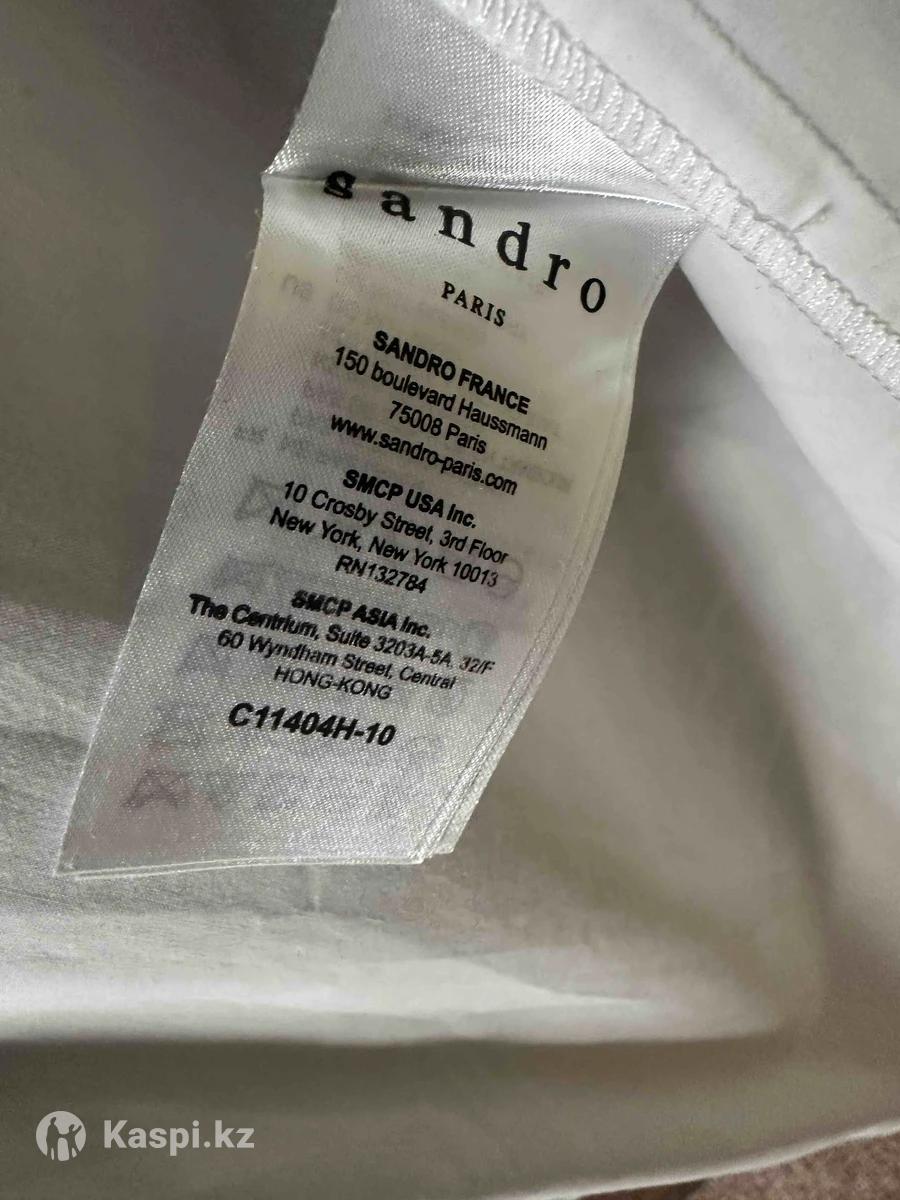 sandro
PARIS
SANDRO FRANCE
150 boulevard Haussmann
75008 Paris
www.sandro-paris.com
SMCP USA Inc.
10 Crosby Street, 3rd Floor
New York, New York 10013
RN132784
SMCP ASIA Inc.
The Centrium, Suite 3203A-5A, 32/F
60 Wyndham Street, Central
HONG-KONG
C11404H-10
Kaspi.kz